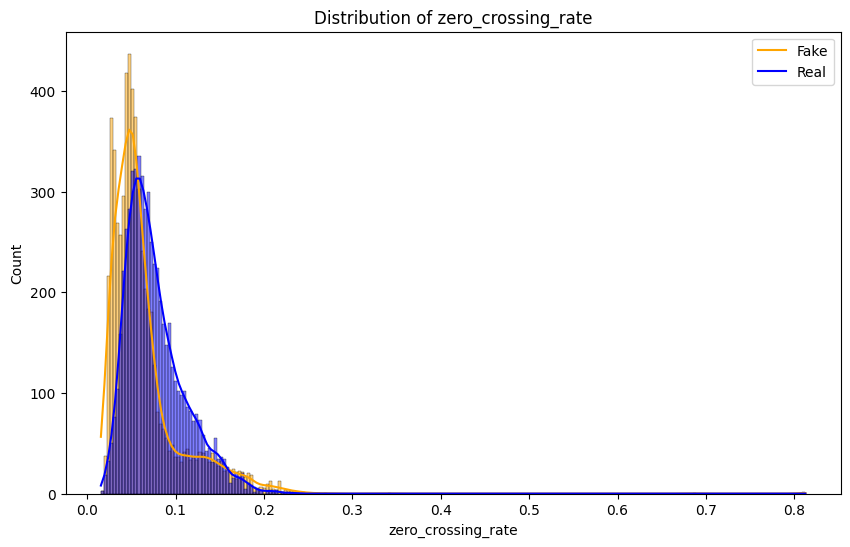 Distribution of zero_crossing_rate
Fake
Real
Count
400
300
200
100
0
0.0 0.1 0.2 0.3 0.4 0.5 0.6 0.7 0.8
zero_crossing_rate